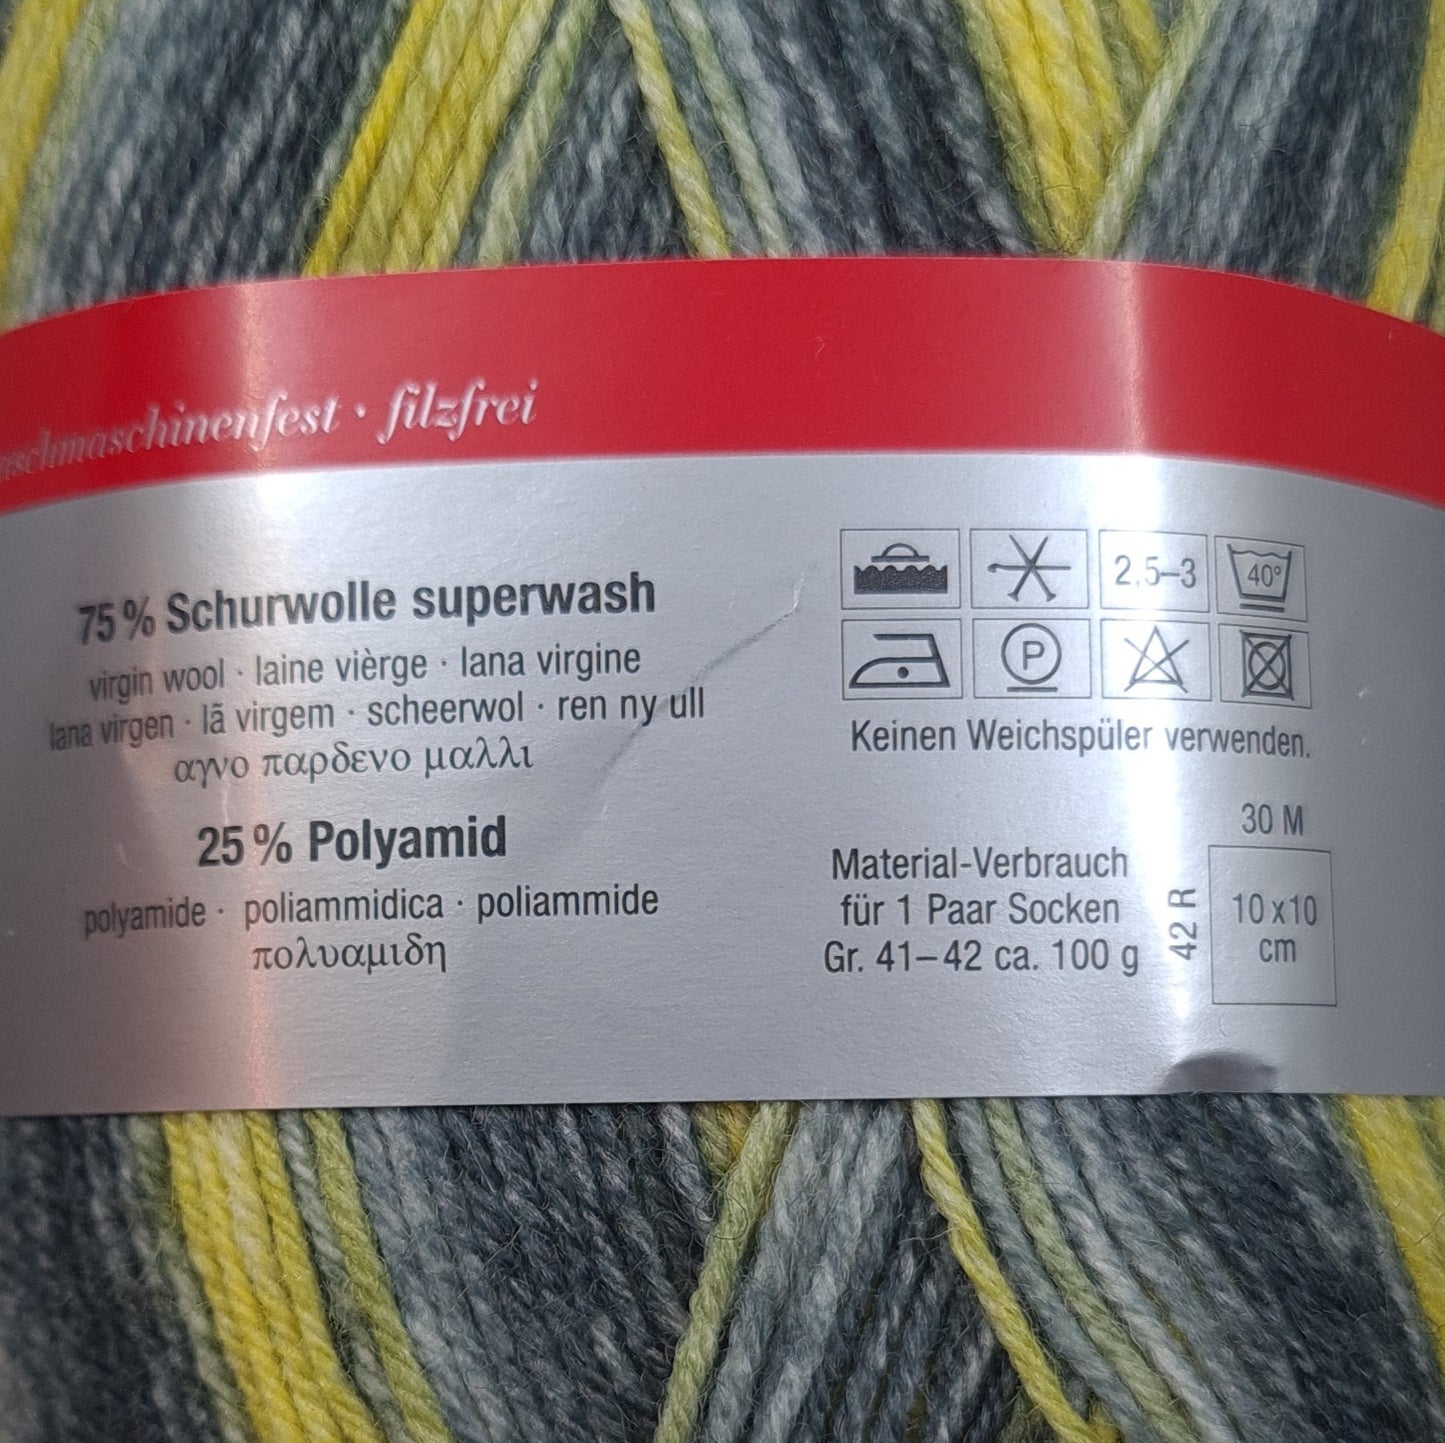 filzfrei
75 % Schurwolle superwash
virgin wool · laine vièrge · lana virgine
lana virgen · lã virgem · scheerwol · ren ny ull
αγνο παρδενο μαλλι
25 % Polyamid
polyamide · poliammidica · poliammide
πολυαμιδη
2,5–3
40°
P
Keinen Weichspüler verwenden.
Material-Verbrauch
für 1 Paar Socken
Gr. 41–42 ca. 100 g
30 M
42 R
10 x 10
cm